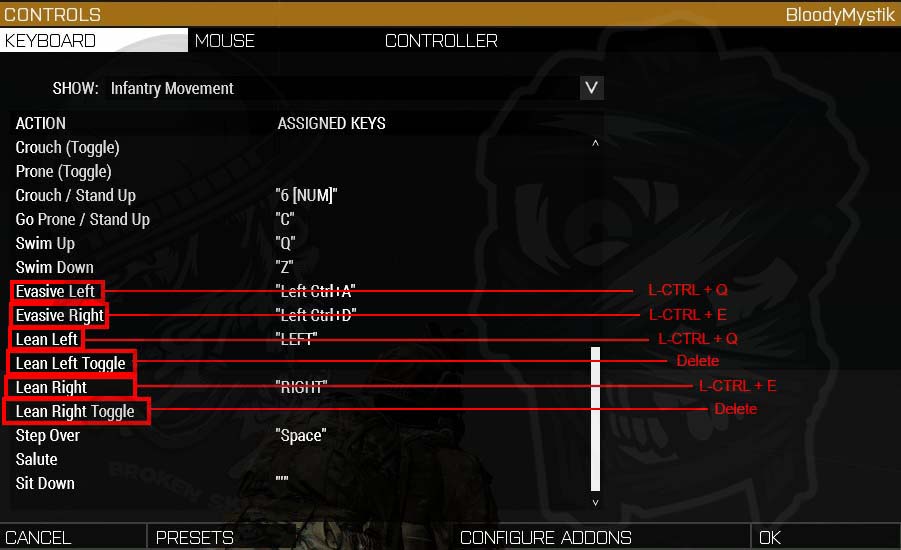 CONTROLS BloodyMystik
KEYBOARD MOUSE CONTROLLER
SHOW: Infantry Movement
ACTION ASSIGNED KEYS
Crouch (Toggle)
Prone (Toggle)
Crouch / Stand Up "6 [NUM]"
Go Prone / Stand Up "C"
Swim Up "Q"
Swim Down "Z"
Evasive Left "Left Ctrl+A" L-CTRL + Q
Evasive Right "Left Ctrl+D" L-CTRL + E
Lean Left "LEFT" L-CTRL + Q
Lean Left Toggle Delete
Lean Right "RIGHT" L-CTRL + E
Lean Right Toggle Delete
Step Over "Space"
Salute
Sit Down "'"
BROKEN
CANCEL PRESETS CONFIGURE ADDONS OK